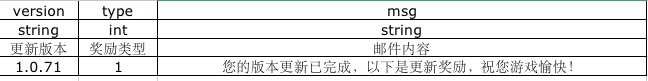 version type msg
string int string
更新版本 奖励类型 邮件内容
1.0.71 1 您的版本更新已完成，以下是更新奖励，祝您游戏愉快！